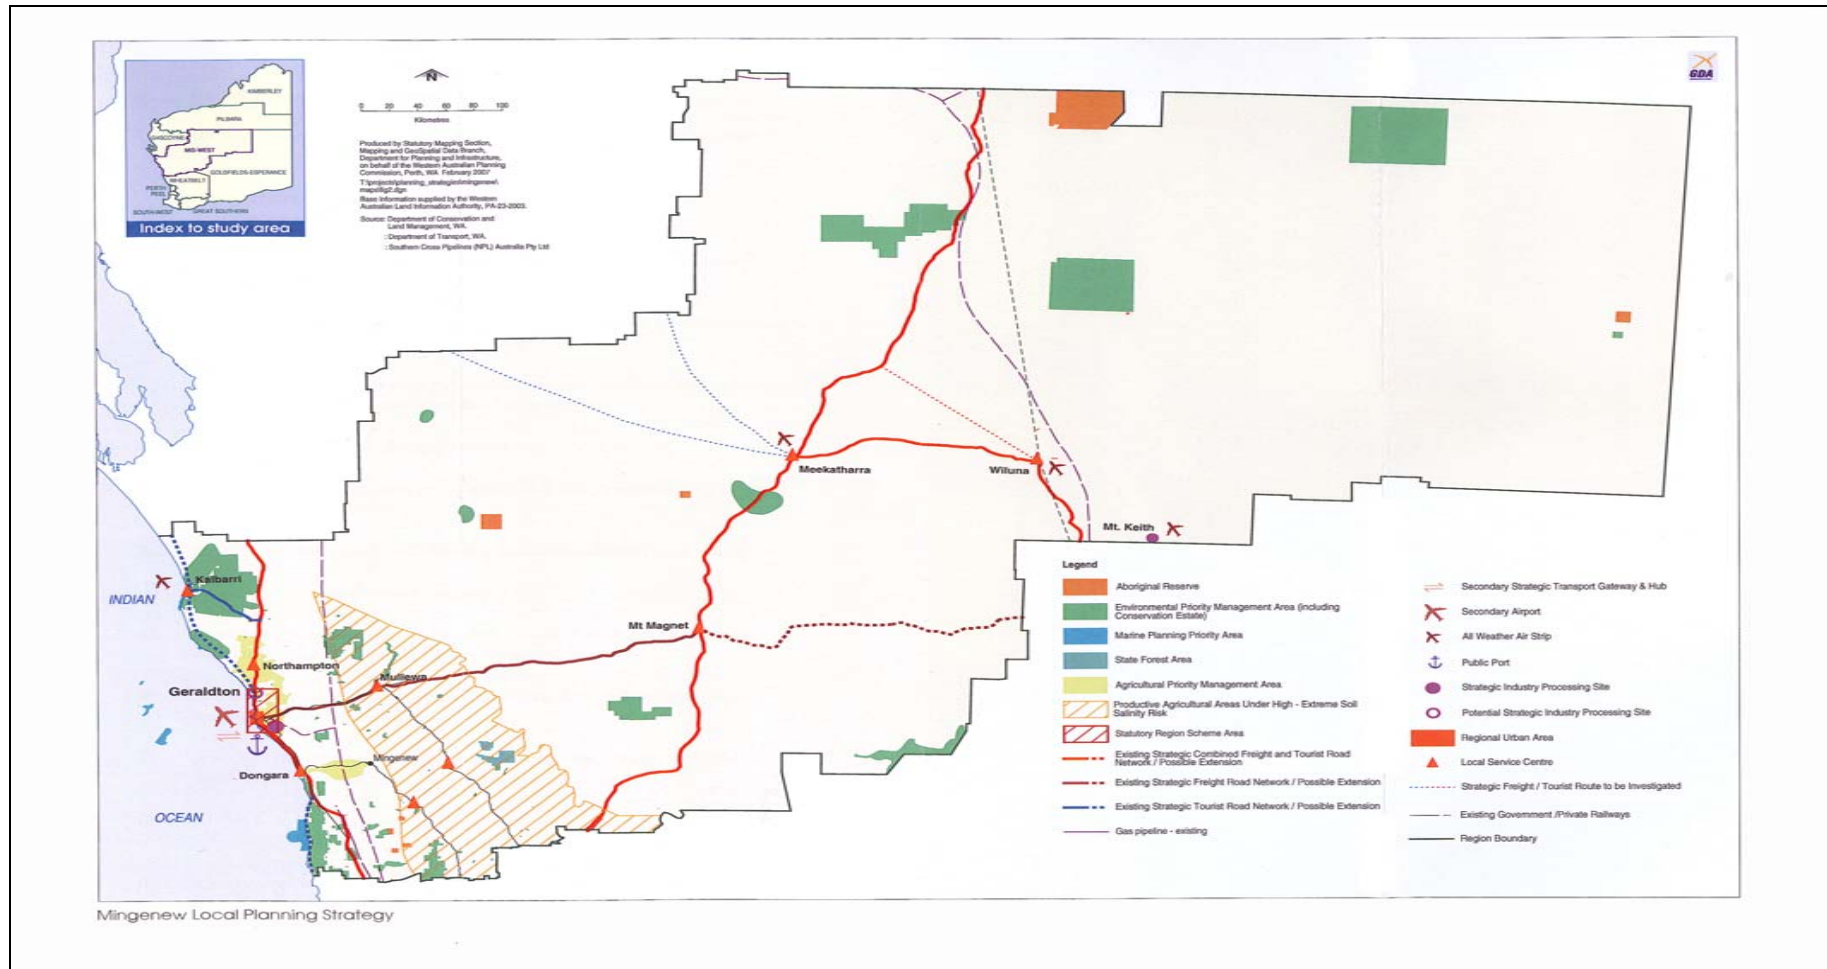 KIMBERLEY
PILBARA
GASCOYNE
MID-WEST
GOLDFIELDS-ESPERANCE
WHEATBELT
PERTH
PEEL
SOUTH-WEST
GREAT SOUTHERN
Index to study area
N
0 20 40 60 80 100
Kilometres
Produced by Statutory Mapping Section,
Mapping and GeoSpatial Data Branch,
Department for Planning and Infrastructure,
on behalf of the Western Australian Planning
Commission, Perth, WA February 2007
T:\projects\planning_strategies\mingenew\
maps\fig2.dgn
Base Information supplied by the Western
Australian Land Information Authority, PA-23-2003.
Source: Department of Conservation and
Land Management, WA.
: Department of Transport, WA.
: Southern Cross Pipelines (NPL) Australia Pty Ltd
GDA
Meekatharra
Wiluna
Mt. Keith
Kalbarri
INDIAN
Mt Magnet
Northampton
Mullewa
Geraldton
Mingenew
Dongara
OCEAN
Legend
Aboriginal Reserve
Environmental Priority Management Area (including
Conservation Estate)
Marine Planning Priority Area
State Forest Area
Agricultural Priority Management Area
Productive Agricultural Areas Under High - Extreme Soil
Salinity Risk
Statutory Region Scheme Area
Existing Strategic Combined Freight and Tourist Road
Network / Possible Extension
Existing Strategic Freight Road Network / Possible Extension
Existing Strategic Tourist Road Network / Possible Extension
Gas pipeline - existing
Secondary Strategic Transport Gateway & Hub
Secondary Airport
All Weather Air Strip
Public Port
Strategic Industry Processing Site
Potential Strategic Industry Processing Site
Regional Urban Area
Local Service Centre
Strategic Freight / Tourist Route to be Investigated
Existing Government /Private Railways
Region Boundary
Mingenew Local Planning Strategy